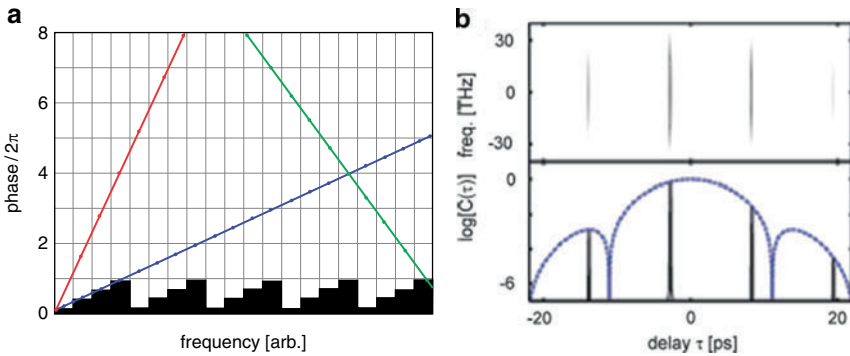 a
8
6
4
2
0
phase / 2π
frequency [arb.]
b
30
0
-30
freq. [THz]
0
-6
log[C(τ)]
-20
0
20
delay τ [ps]